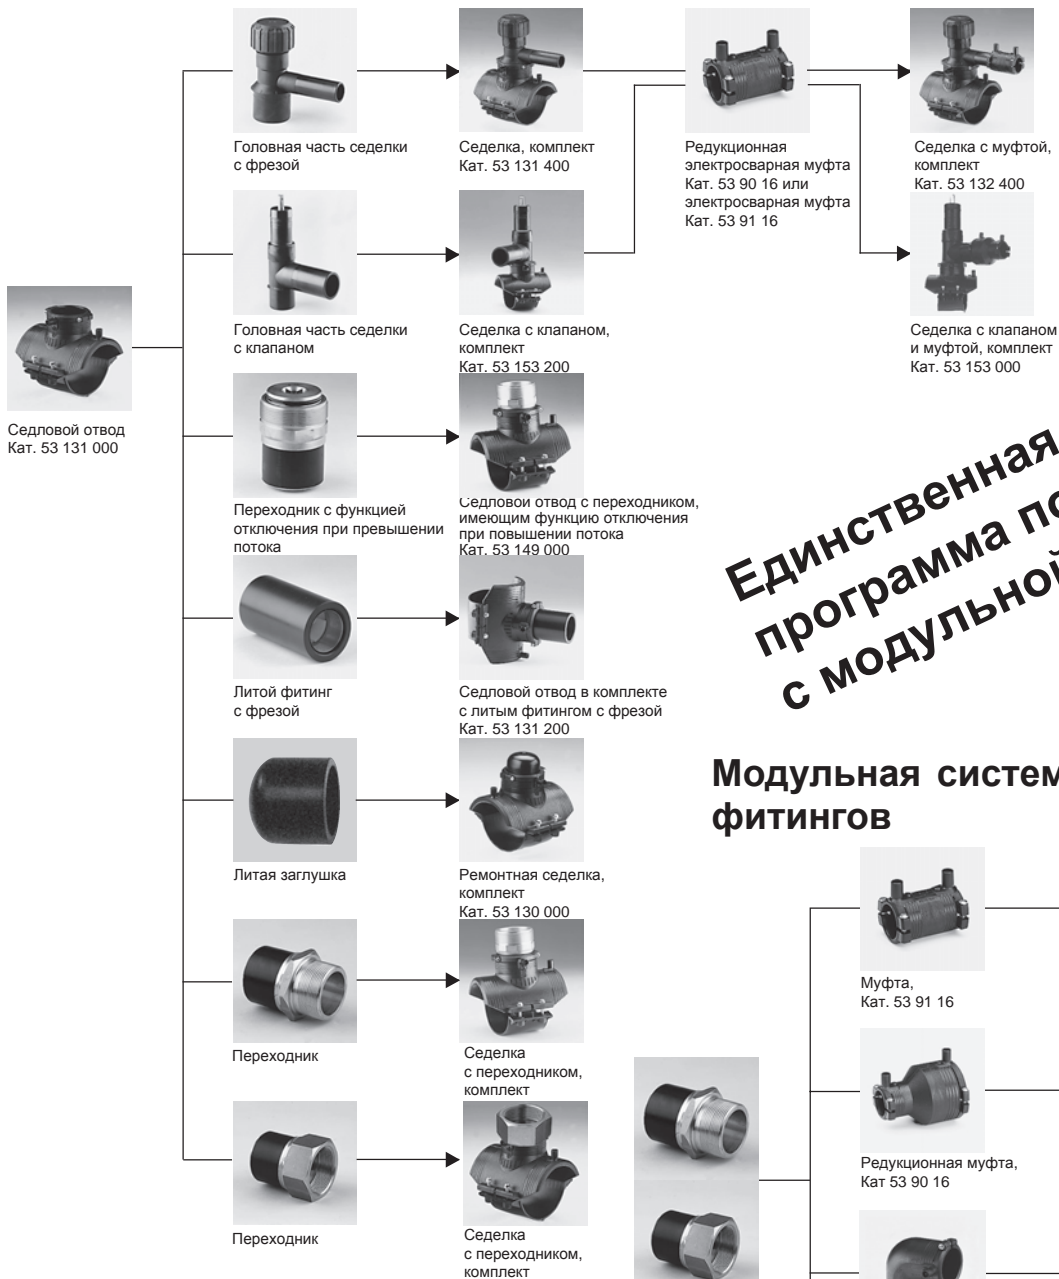 Головная часть седелки
с фрезой
Седелка, комплект
Кат. 53 131 400
Редукционная
электросварная муфта
Кат. 53 90 16 или
электросварная муфта
Кат. 53 91 16
Седелка с муфтой,
комплект
Кат. 53 132 400
Головная часть седелки
с клапаном
Седелка с клапаном,
комплект
Кат. 53 153 200
Седелка с клапаном
и муфтой, комплект
Кат. 53 153 000
Седловой отвод
Кат. 53 131 000
Переходник с функцией
отключения при превышении
потока
Седловой отвод с переходником,
имеющим функцию отключения
при повышении потока
Кат. 53 149 000
Единственная
программа по
с модульной
Литой фитинг
с фрезой
Седловой отвод в комплекте
с литым фитингом с фрезой
Кат. 53 131 200
Литая заглушка
Ремонтная седелка,
комплект
Кат. 53 130 000
Модульная систем
фитингов
Переходник
Седелка
с переходником,
комплект
Муфта,
Кат. 53 91 16
Редукционная муфта,
Кат 53 90 16
Переходник
Седелка
с переходником,
комплект